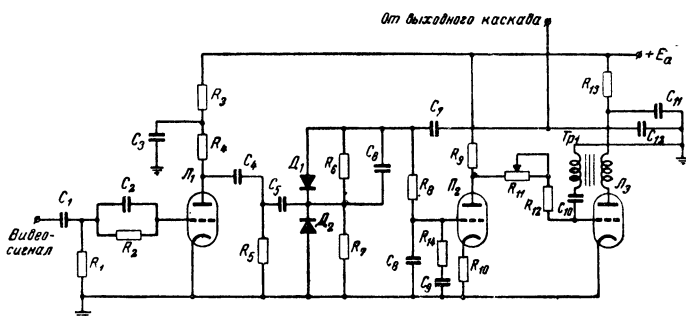 От выходного каскада
+Eа
R3
R13
C11
C3
R4
Л1
C4
C7
C12
Тр1
C1
C2
C5
Д1
R6
C8
R8
R9
Л2
R11
R12
Л3
C10
Видео-
сигнал
R1
R2
R5
Д2
R7
C8
R14
C9
R10